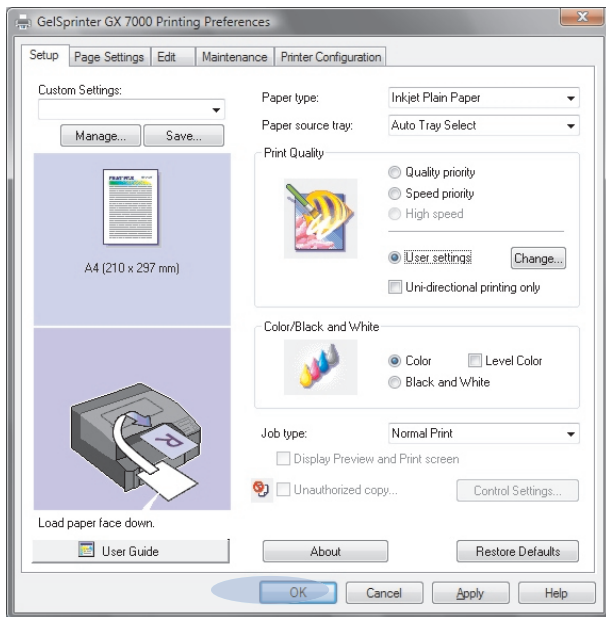 GelSprinter GX 7000 Printing Preferences
Setup
Page Settings
Edit
Maintenance
Printer Configuration
Custom Settings:
Manage...
Save...
A4 (210 x 297 mm)
Load paper face down.
User Guide
Paper type:
Inkjet Plain Paper
Paper source tray:
Auto Tray Select
Print Quality
Quality priority
Speed priority
High speed
User settings
Change...
Uni-directional printing only
Color/Black and White
Color
Level Color
Black and White
Job type:
Normal Print
Display Preview and Print screen
Unauthorized copy...
Control Settings...
About
Restore Defaults
OK
Cancel
Apply
Help
R